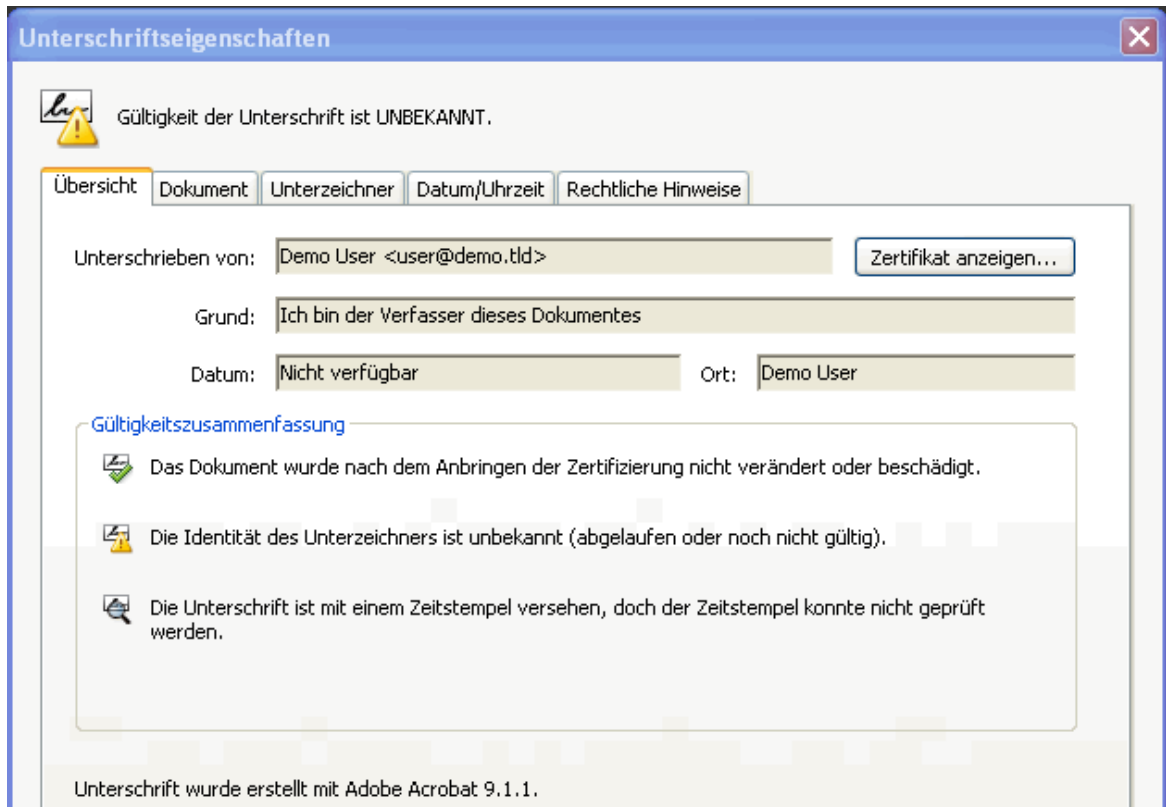 Unterschriftseigenschaften
Gültigkeit der Unterschrift ist UNBEKANNT.
Übersicht Dokument Unterzeichner Datum/Uhrzeit Rechtliche Hinweise
Unterschrieben von: Demo User <user@demo.tld> Zertifikat anzeigen...
Grund: Ich bin der Verfasser dieses Dokumentes
Datum: Nicht verfügbar Ort: Demo User
Gültigkeitszusammenfassung
Das Dokument wurde nach dem Anbringen der Zertifizierung nicht verändert oder beschädigt.
Die Identität des Unterzeichners ist unbekannt (abgelaufen oder noch nicht gültig).
Die Unterschrift ist mit einem Zeitstempel versehen, doch der Zeitstempel konnte nicht geprüft
werden.
Unterschrift wurde erstellt mit Adobe Acrobat 9.1.1.